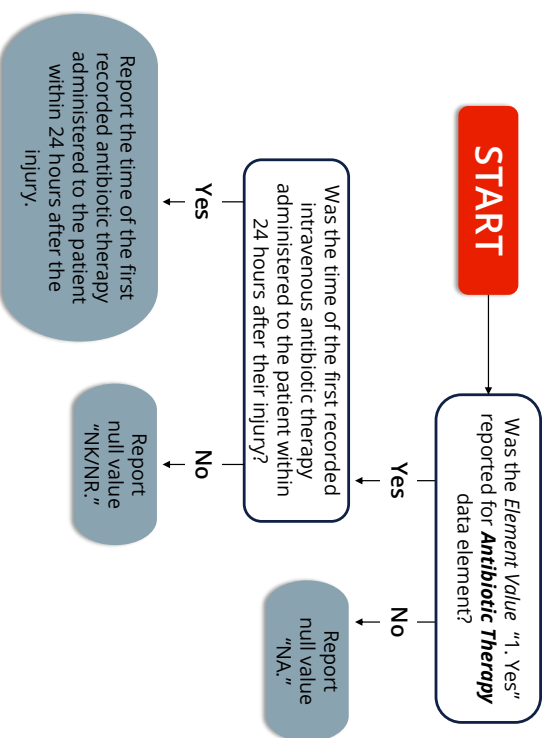 START
Was the Element Value “1. Yes”
reported for Antibiotic Therapy
data element?
Yes
No
Was the time of the first recorded
intravenous antibiotic therapy
administered to the patient within
24 hours after their injury?
Report
null value
“NA.”
Yes
No
Report the time of the first
recorded antibiotic therapy
administered to the patient
within 24 hours after the
injury.
Report
null value
“NK/NR.”